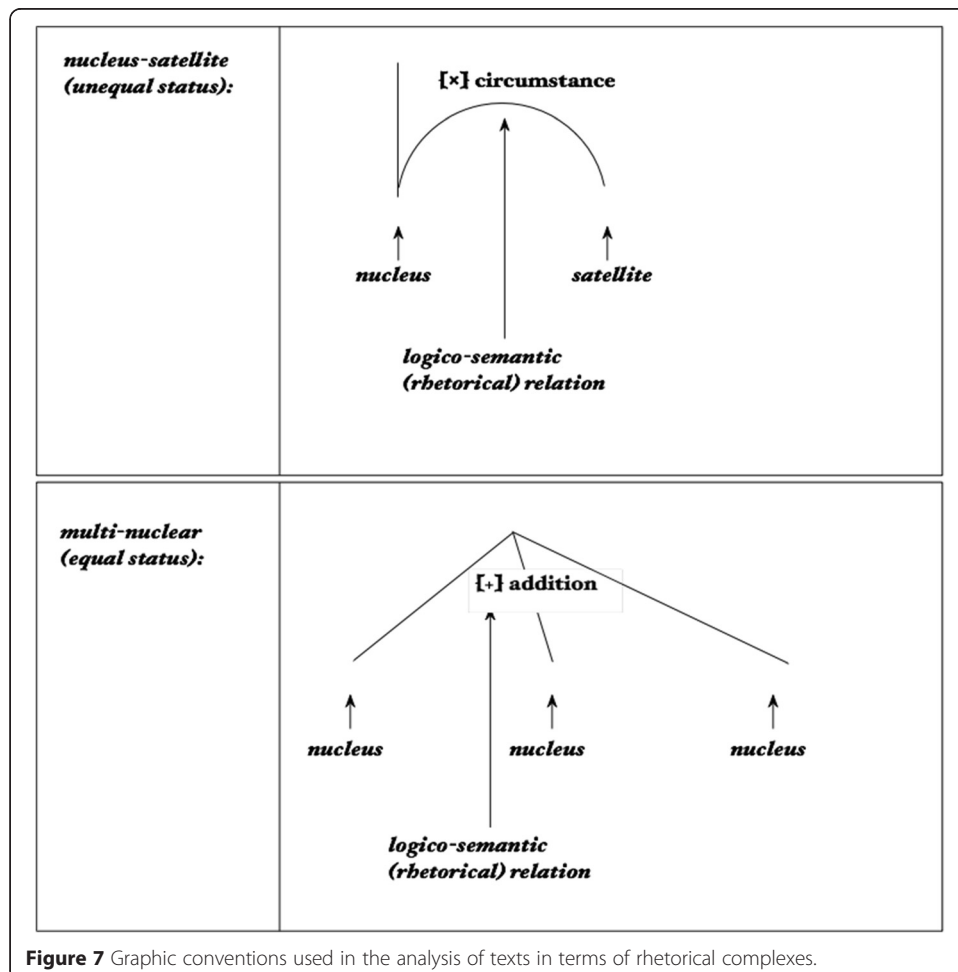 nucleus-satellite
(unequal status):
[×] circumstance
nucleus
satellite
logico-semantic
(rhetorical) relation
multi-nuclear
(equal status):
[+] addition
nucleus
nucleus
nucleus
logico-semantic
(rhetorical) relation
Figure 7 Graphic conventions used in the analysis of texts in terms of rhetorical complexes.